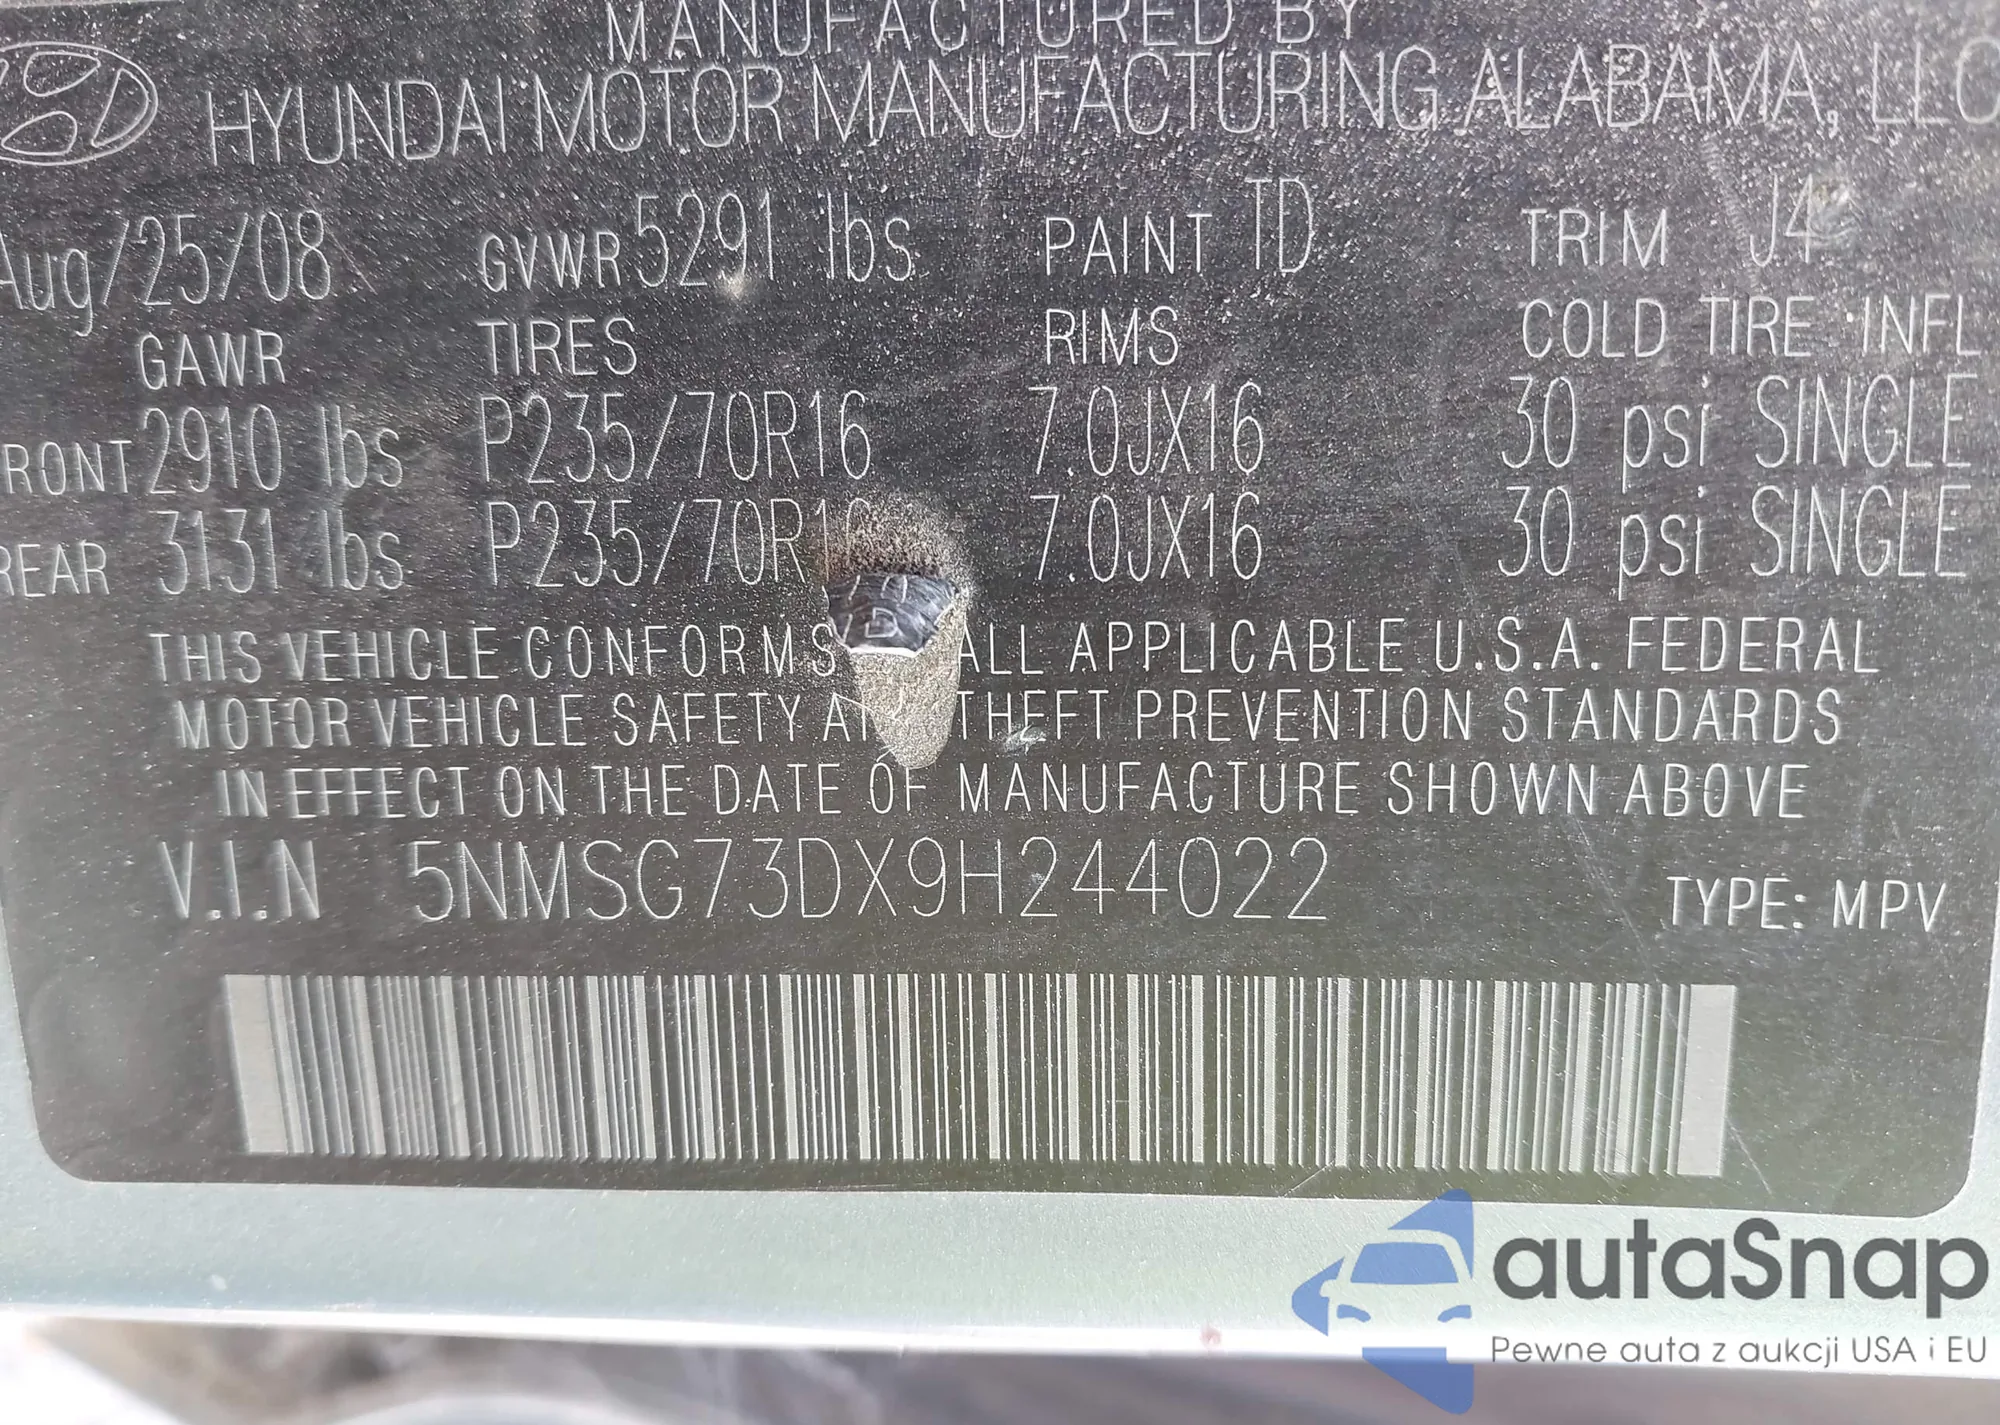 MANUFACTURED BY
HYUNDAI MOTOR MANUFACTURING ALABAMA, LLC
Aug/25/08 GVWR 5291 lbs PAINT TD TRIM J4
GAWR TIRES RIMS COLD TIRE INFL
FRONT 2910 lbs P235/70R16 7.0JX16 30 psi SINGLE
REAR 3131 lbs P235/70R16 7.0JX16 30 psi SINGLE
THIS VEHICLE CONFORMS ALL APPLICABLE U.S.A. FEDERAL
MOTOR VEHICLE SAFETY THEFT PREVENTION STANDARDS
IN EFFECT ON THE DATE OF MANUFACTURE SHOWN ABOVE
V.I.N 5NMSG73DX9H244022
TYPE: MPV
autaSnap
Pewne auta z aukcji USA i EU